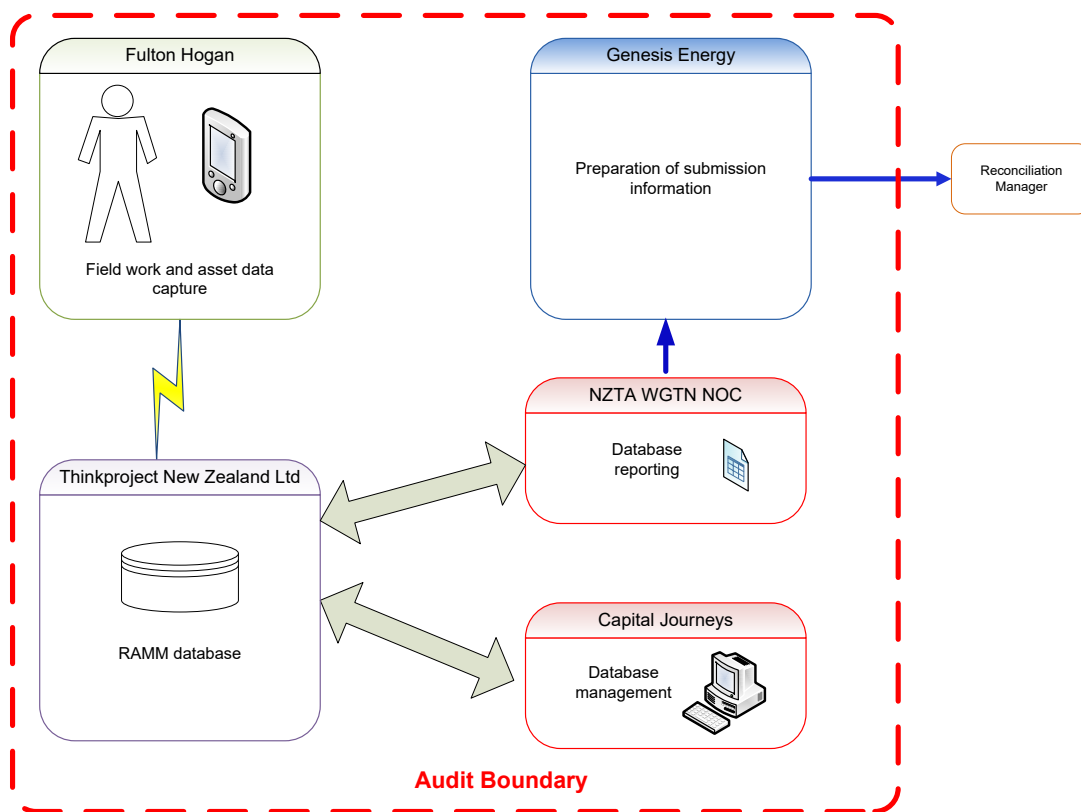 Fulton Hogan
Field work and asset data
capture
Genesis Energy
Preparation of submission
information
Reconciliation
Manager
Thinkproject New Zealand Ltd
RAMM database
NZTA WGTN NOC
Database
reporting
Capital Journeys
Database
management
Audit Boundary